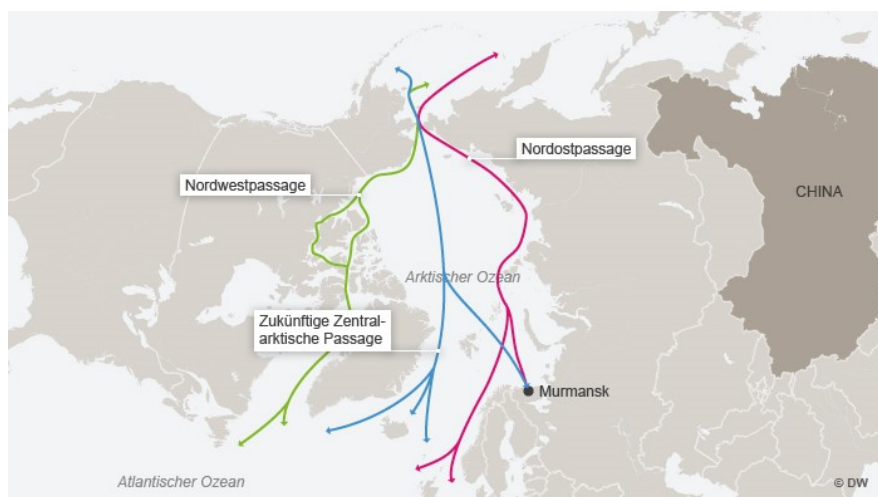 Nordostpassage
Nordwestpassage
CHINA
Arktischer Ozean
Zukünftige Zentral-
arktische Passage
Murmansk
Atlantischer Ozean
© DW